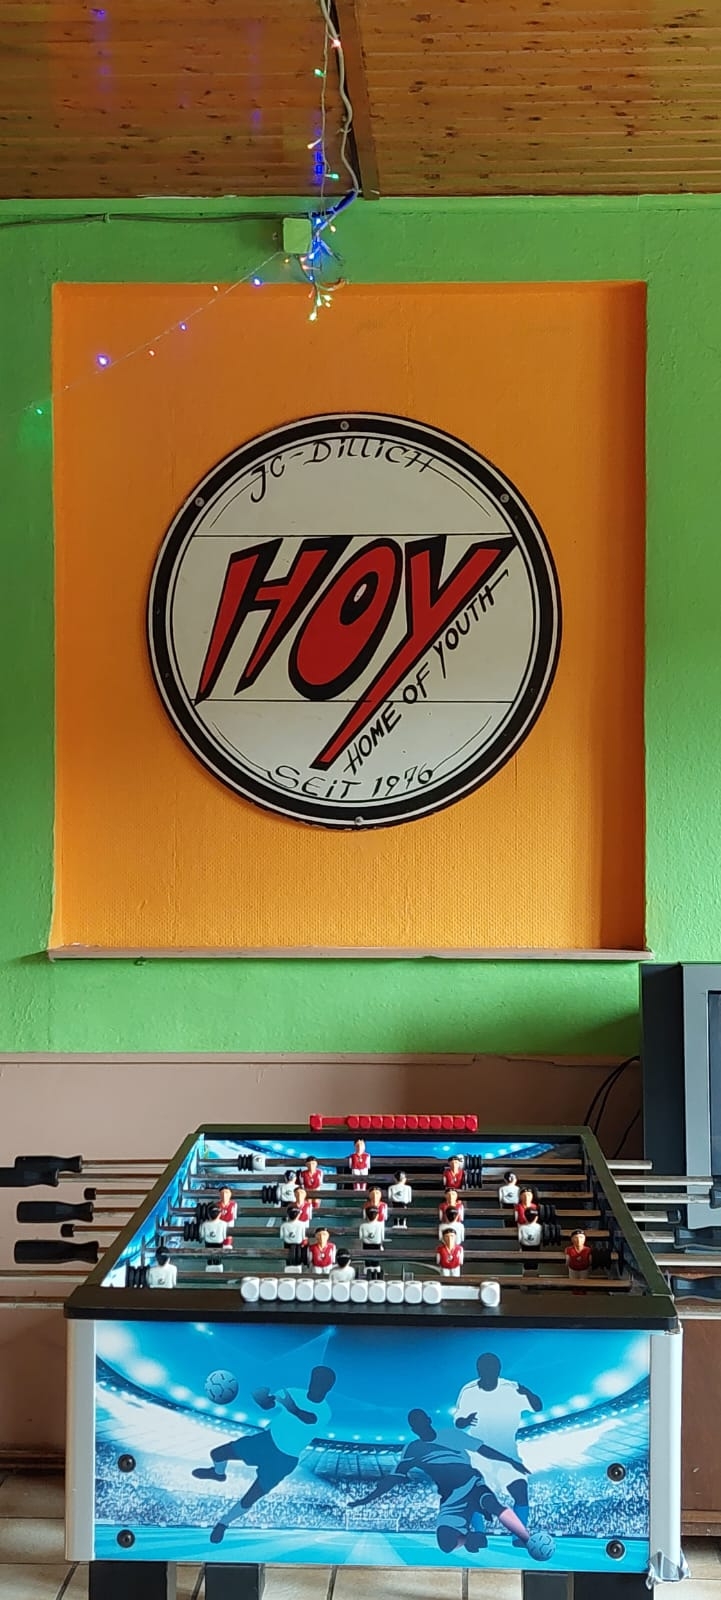 JC-DILLICH
HOY
HOME OF YOUTH
SEIT 1976